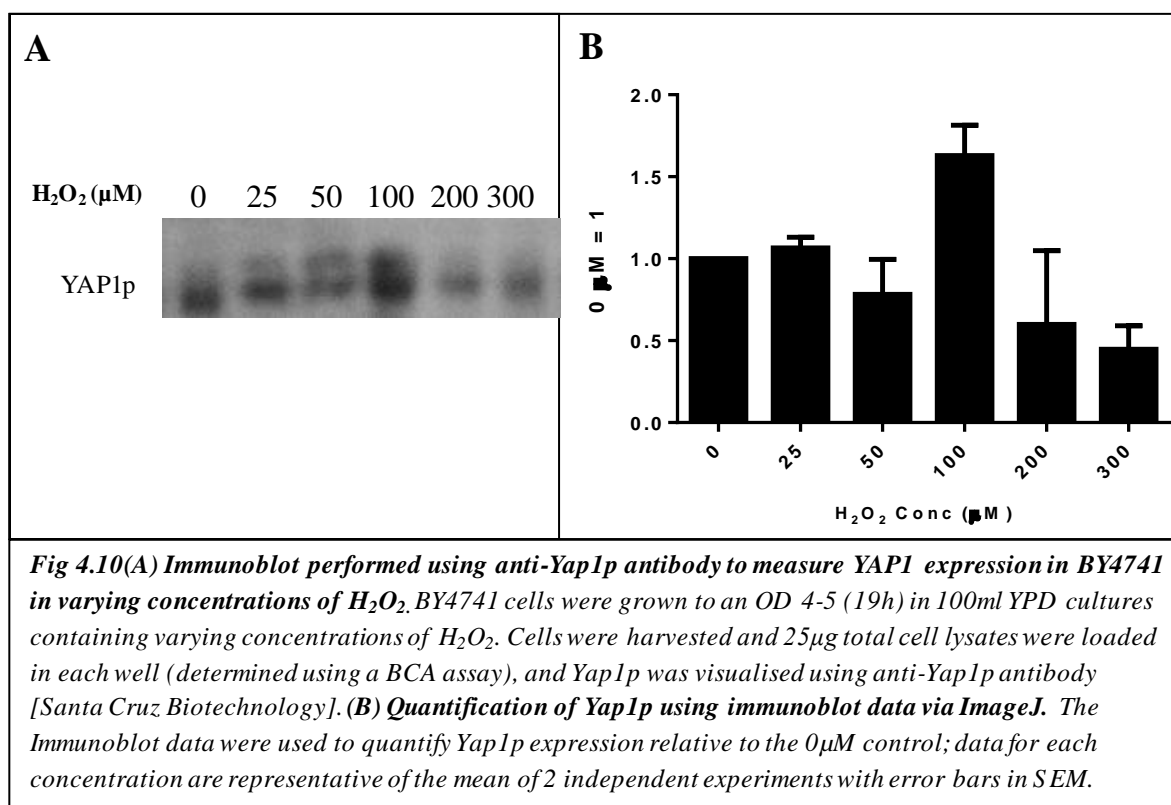 A
H₂O₂ (μM) 0 25 50 100 200 300
YAP1p
B
2.0
1.5
1.0
0.5
0.0
0 μM = 1
0 25 50 100 200 300
H₂O₂ Conc (μM)
Fig 4.10(A) Immunoblot performed using anti-Yap1p antibody to measure YAP1 expression in BY4741
in varying concentrations of H₂O₂. BY4741 cells were grown to an OD 4-5 (19h) in 100ml YPD cultures
containing varying concentrations of H₂O₂. Cells were harvested and 25μg total cell lysates were loaded
in each well (determined using a BCA assay), and Yap1p was visualised using anti-Yap1p antibody
[Santa Cruz Biotechnology]. (B) Quantification of Yap1p using immunoblot data via ImageJ. The
Immunoblot data were used to quantify Yap1p expression relative to the 0μM control; data for each
concentration are representative of the mean of 2 independent experiments with error bars in SEM.